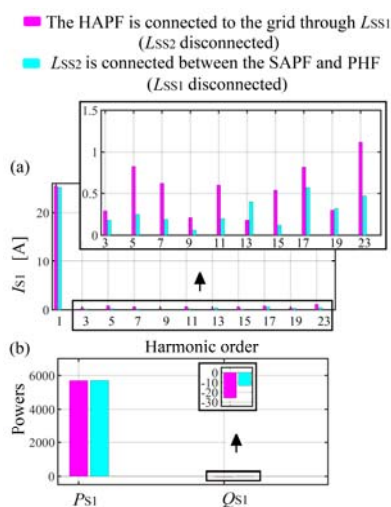 The HAPF is connected to the grid through LSS1
(LSS2 disconnected)
LSS2 is connected between the SAPF and PHF
(LSS1 disconnected)
(a)
1.5
1
0.5
0
3 5 7 9 11 13 15 17 19 23
IS1 [A]
20
10
0
1 3 5 7 9 11 13 15 17 19 23
Harmonic order
(b)
Powers
6000
4000
2000
0
0
-10
-20
-30
PS1 QS1